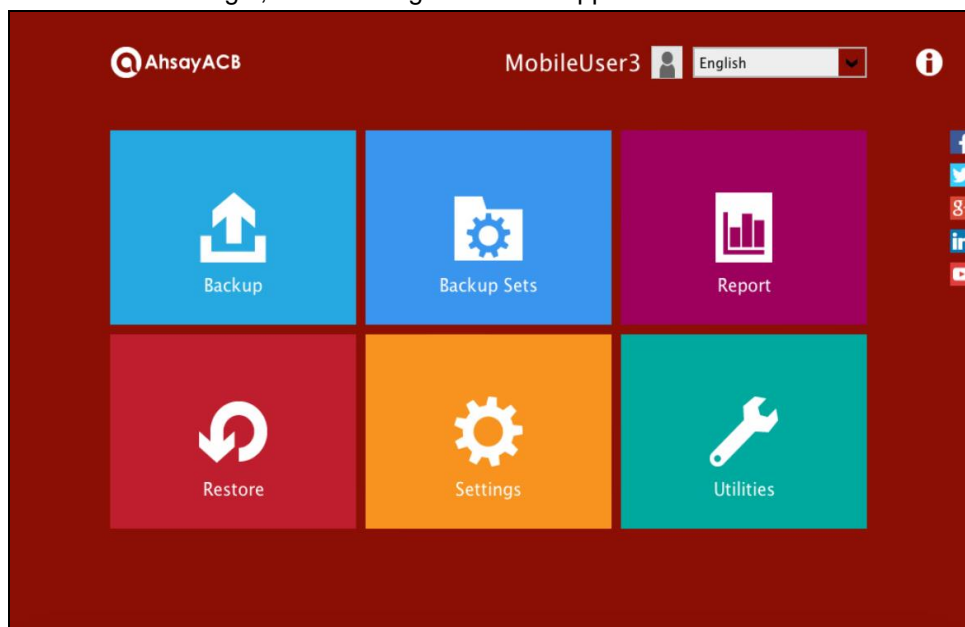 AhsayACB
MobileUser3
English
Backup
Backup Sets
Report
Restore
Settings
Utilities